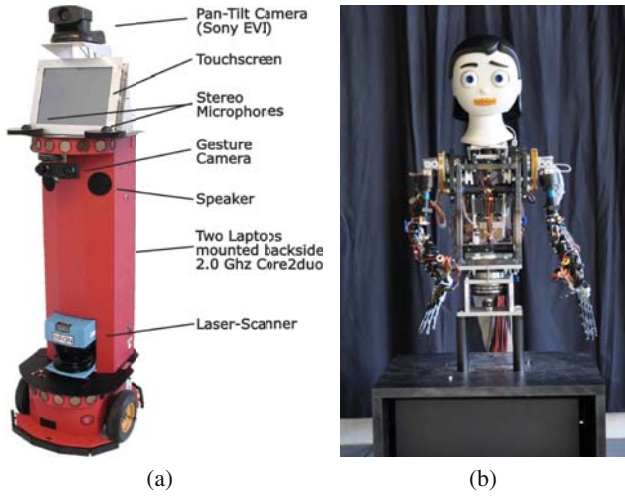 Pan-Tilt Camera
(Sony EVI)
Touchscreen
Stereo
Microphones
Gesture
Camera
Speaker
Two Laptops
mounted backside
2.0 Ghz Core2duo
Laser-Scanner
(a)
(b)